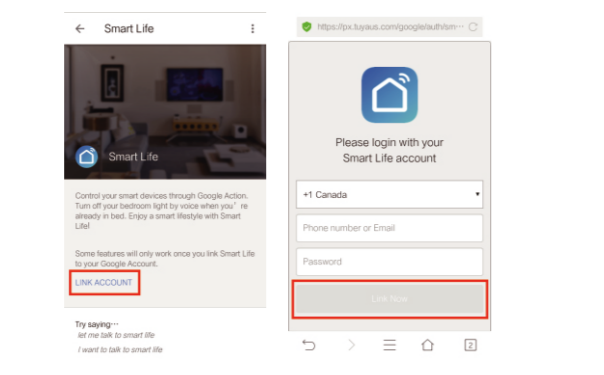 Smart Life
Smart Life
Control your smart devices through Google Action.
Turn off your bedroom light by voice when you' re
already in bed. Enjoy a smart lifestyle with Smart
Life!
Some features will only work once you link Smart Life
to your Google Account.
LINK ACCOUNT
Try saying···
let me talk to smart life
I want to talk to smart life
https://px.tuyaus.com/google/auth/sm···
Please login with your
Smart Life account
+1 Canada
Phone number or Email
Password
Link Now
2